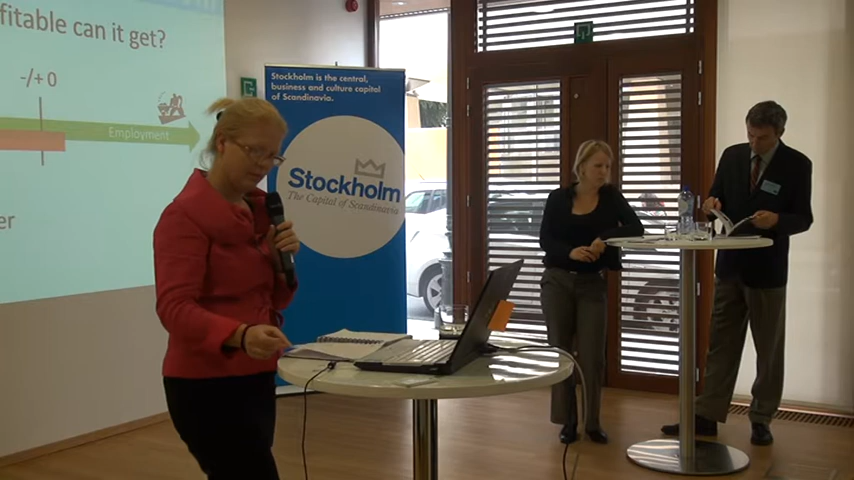 fitable can it get?
-/+ 0
Employment
er
Stockholm is the central,
business and culture capital
of Scandinavia.
Stockholm
The Capital of Scandinavia